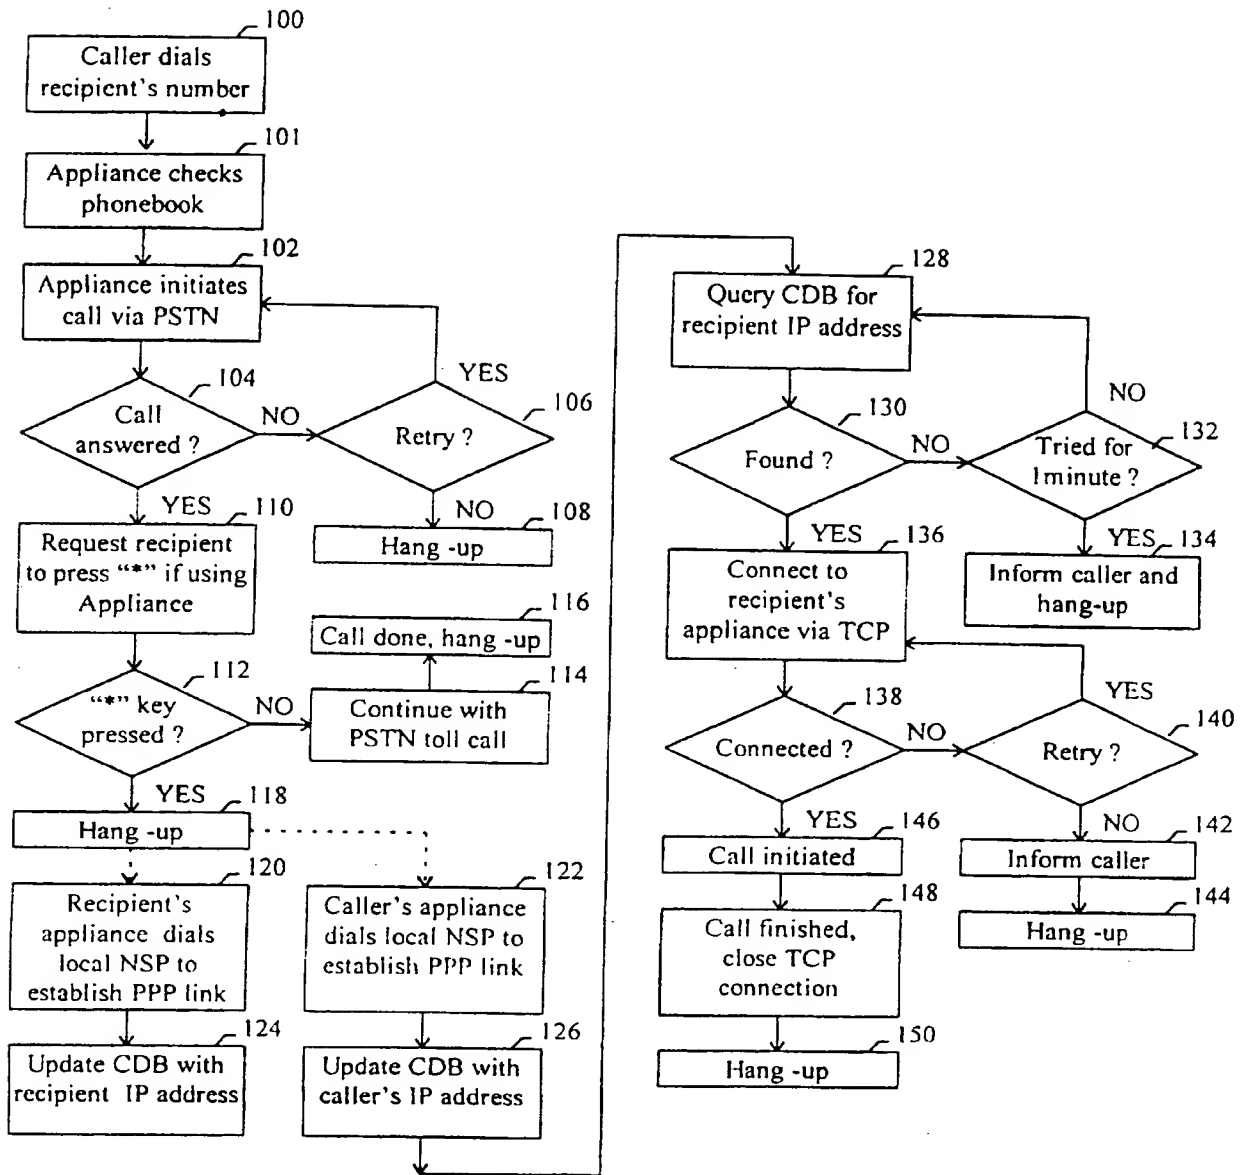 100
Caller dials
recipient's number
101
Appliance checks
phonebook
102
Appliance initiates
call via PSTN
104
Call
answered ?
NO
YES
106
Retry ?
NO
108
Hang -up
YES
110
Request recipient
to press "*" if using
Appliance
112
"*" key
pressed ?
NO
116
Call done, hang -up
114
Continue with
PSTN toll call
YES
118
Hang -up
120
Recipient's
appliance dials
local NSP to
establish PPP link
122
Caller's appliance
dials local NSP to
establish PPP link
124
Update CDB with
recipient IP address
126
Update CDB with
caller's IP address
128
Query CDB for
recipient IP address
130
Found ?
NO
NO
132
Tried for
1minute ?
YES
134
Inform caller and
hang-up
YES
136
Connect to
recipient's
appliance via TCP
138
Connected ?
NO
YES
140
Retry ?
NO
142
Inform caller
144
Hang -up
YES
146
Call initiated
148
Call finished,
close TCP
connection
150
Hang -up